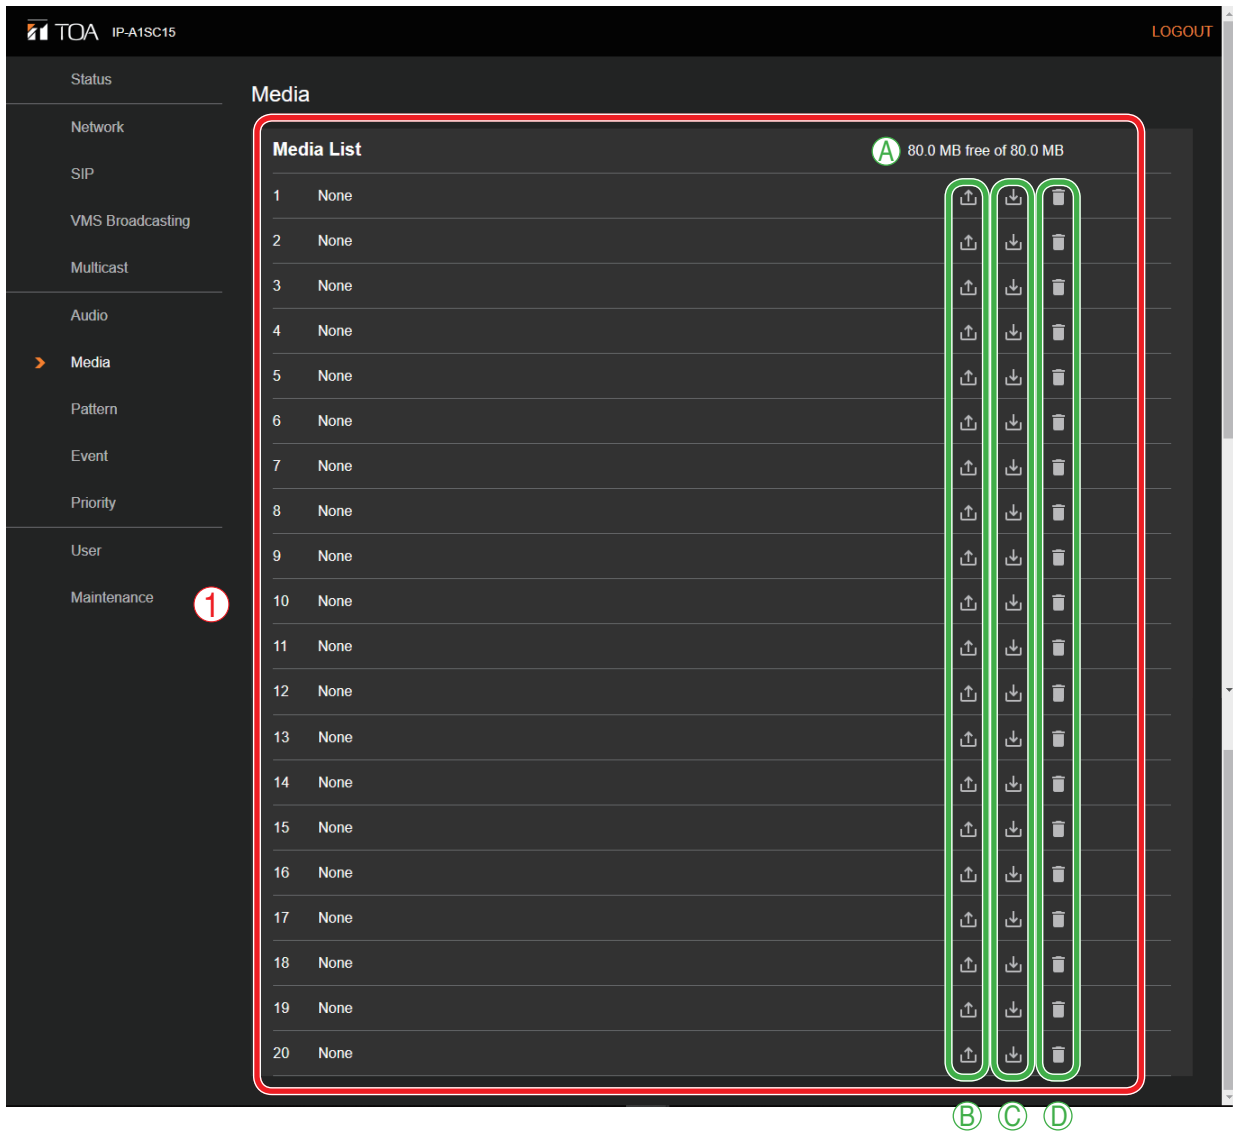 TOA IP-A1SC15 LOGOUT
Status
Network
SIP
VMS Broadcasting
Multicast
Audio
Media
Pattern
Event
Priority
User
Maintenance
1
Media
Media List A 80.0 MB free of 80.0 MB
1 None
2 None
3 None
4 None
5 None
6 None
7 None
8 None
9 None
10 None
11 None
12 None
13 None
14 None
15 None
16 None
17 None
18 None
19 None
20 None
B C D